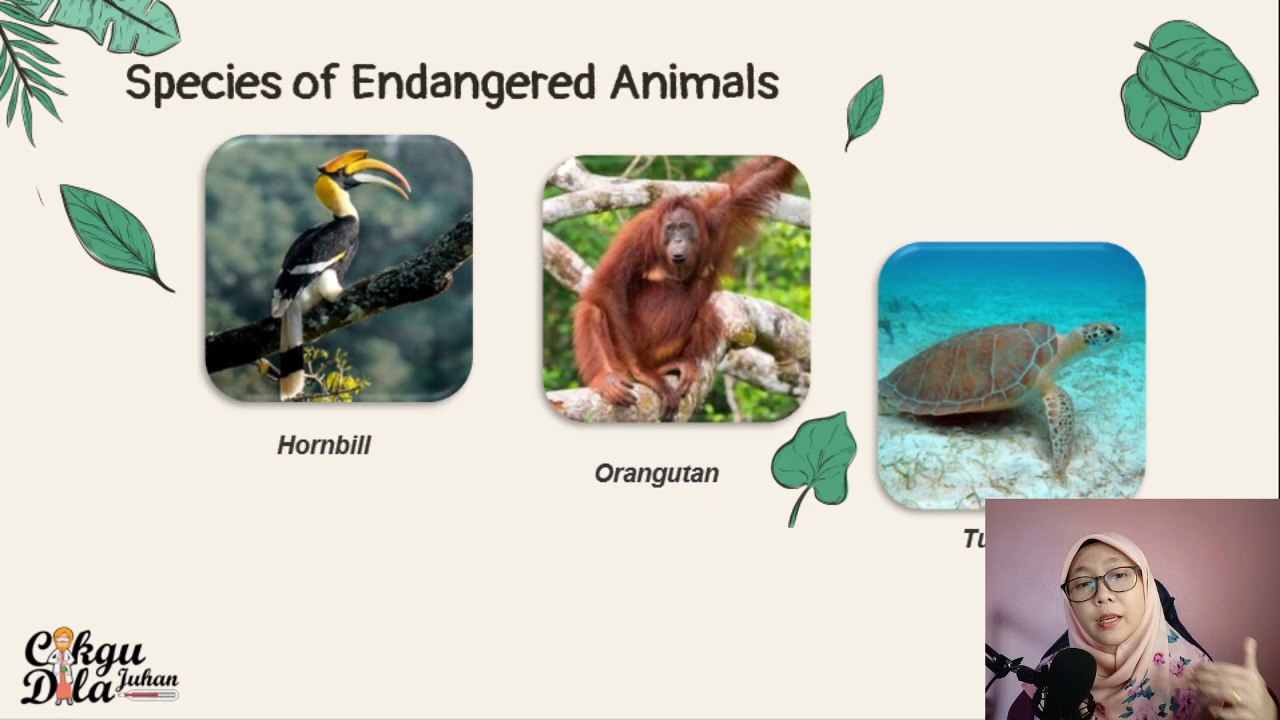 Species of Endangered Animals
Hornbill
Orangutan
Cikgu
Dila Juhan